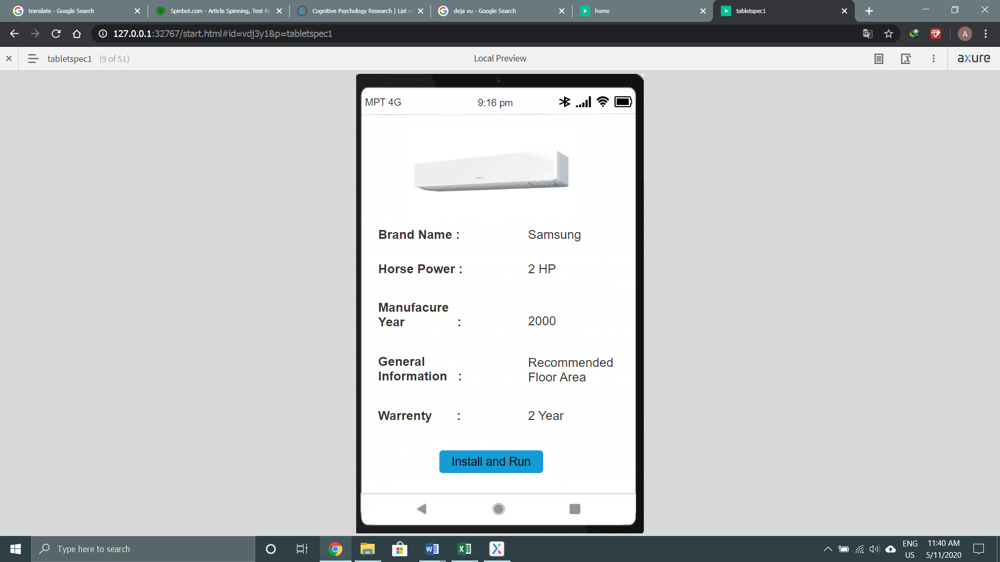 translate - Google Search
Spinbot.com - Article Spinning, Text Re
Cognitive Psychology Research | List o
deja vu - Google Search
home
tabletspec1
127.0.0.1:32767/start.html#id=vdj3y1&p=tabletspec1
A
tabletspec1 (9 of 51)
Local Preview
axure
MPT 4G
9:16 pm
Brand Name :
Samsung
Horse Power :
2 HP
Manufacure
Year :
2000
General
Information :
Recommended
Floor Area
Warrenty :
2 Year
Install and Run
Type here to search
ENG
US
11:40 AM
5/11/2020